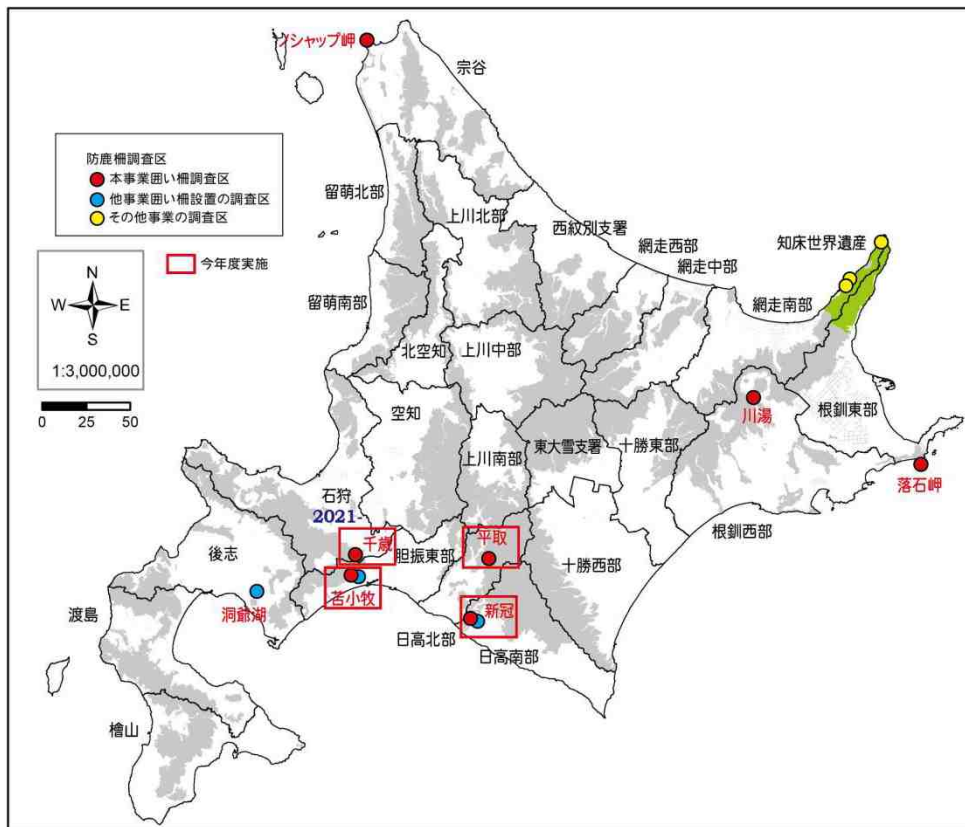 ノシャップ岬
宗谷
防鹿柵調査区
本事業囲い柵調査区
他事業囲い柵設置の調査区
その他事業の調査区
今年度実施
N
W E
S
1:3,000,000
0 25 50
留萌北部
上川北部
西紋別支署
網走西部
網走中部
知床世界遺産
網走南部
留萌南部
北空知
上川中部
空知
川湯
根釧東部
上川南部
東大雪支署
十勝東部
落石岬
石狩
2021-
千歳
胆振東部
平取
根釧西部
後志
十勝西部
苫小牧
洞爺湖
新冠
渡島
日高北部
日高南部
檜山